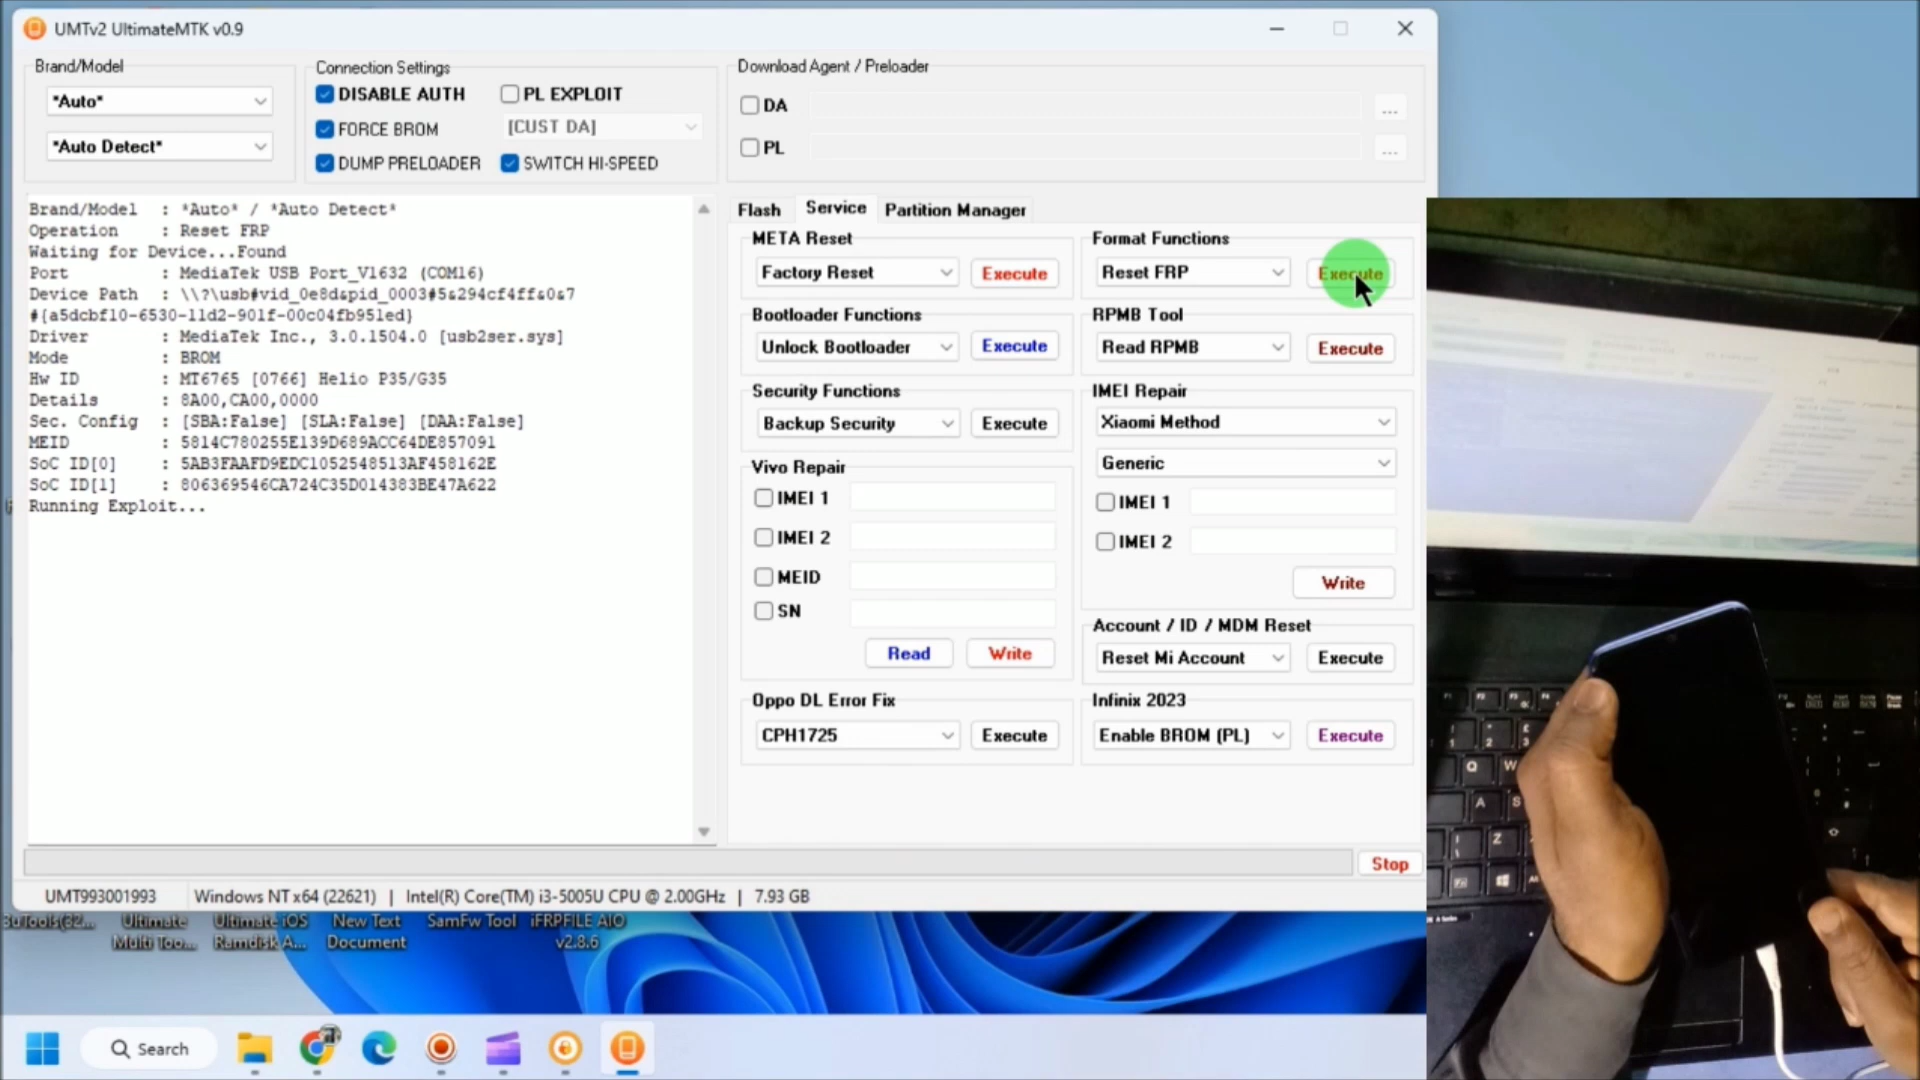 UMTv2 UltimateMTK v0.9
Brand/Model
*Auto*
*Auto Detect*
Connection Settings
DISABLE AUTH
PL EXPLOIT
FORCE BROM
[CUST DA]
DUMP PRELOADER
SWITCH HI-SPEED
Download Agent / Preloader
DA
...
PL
...
Brand/Model : *Auto* / *Auto Detect*
Operation : Reset FRP
Waiting for Device...Found
Port : MediaTek USB Port_V1632 (COM16)
Device Path : \\?\usb#vid_0e8d&pid_0003#5&294cf4ff&0&7
#{a5dcbf10-6530-11d2-901f-00c04fb951ed}
Driver : MediaTek Inc., 3.0.1504.0 [usb2ser.sys]
Mode : BROM
Hw ID : MT6765 [0766] Helio P35/G35
Details : 8A00,CA00,0000
Sec. Config : [SBA:False] [SLA:False] [DAA:False]
MEID : 5814C780255E139D689ACC64DE857091
SoC ID[0] : 5AB3FAAFD9EDC1052548513AF458162E
SoC ID[1] : 806369546CA724C35D014383BE47A622
Running Exploit...
Flash
Service
Partition Manager
META Reset
Factory Reset
Execute
Format Functions
Reset FRP
Execute
Bootloader Functions
Unlock Bootloader
Execute
RPMB Tool
Read RPMB
Execute
Security Functions
Backup Security
Execute
IMEI Repair
Xiaomi Method
Generic
IMEI 1
IMEI 2
Write
Vivo Repair
IMEI 1
IMEI 2
MEID
SN
Read
Write
Account / ID / MDM Reset
Reset Mi Account
Execute
Oppo DL Error Fix
CPH1725
Execute
Infinix 2023
Enable BROM (PL)
Execute
Stop
UMT993001993
Windows NT x64 (22621) | Intel(R) Core(TM) i3-5005U CPU @ 2.00GHz | 7.93 GB
3uTools(32...
Ultimate
Multi Too...
Ultimate iOS
Ramdisk A...
New Text
Document
SamFw Tool
iFRPFILE AIO
v2.8.6
Search
Q
W
A
S
Z